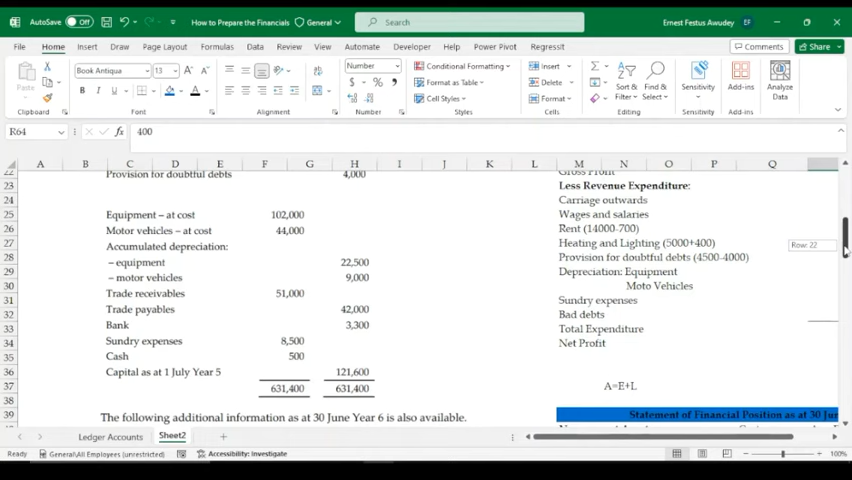 AutoSave Off How to Prepare the Financials General Search Ernest Festus Awudey EF
File Home Insert Draw Page Layout Formulas Data Review View Automate Developer Help Power Pivot Regressit Comments Share
Paste Book Antiqua 13 Number Conditional Formatting Insert Sort & Filter Find & Select Sensitivity Add-ins Analyze Data
B I U $ % Format as Table Delete
Cell Styles Format
Clipboard Font Alignment Number Styles Cells Editing Sensitivity Add-ins
R64 fx 400
A B C D E F G H I J K L M N O P Q
22 Provision for doubtful debts 4,000 Gross Profit
23 Less Revenue Expenditure:
24 Carriage outwards
25 Equipment – at cost 102,000 Wages and salaries
26 Motor vehicles – at cost 44,000 Rent (14000-700)
27 Accumulated depreciation: Heating and Lighting (5000+400) Row: 22
28 – equipment 22,500 Provision for doubtful debts (4500-4000)
29 – motor vehicles 9,000 Depreciation: Equipment
30 Trade receivables 51,000 Moto Vehicles
31 Trade payables 42,000 Sundry expenses
32 Bank 3,300 Bad debts
33 Sundry expenses 8,500 Total Expenditure
34 Cash 500 Net Profit
35
36 Capital as at 1 July Year 5 121,600
37 631,400 631,400 A=E+L
38
39 The following additional information as at 30 June Year 6 is also available. Statement of Financial Position as at 30 Jun
Ledger Accounts Sheet2
Ready General\All Employees (unrestricted) Accessibility: Investigate 100%